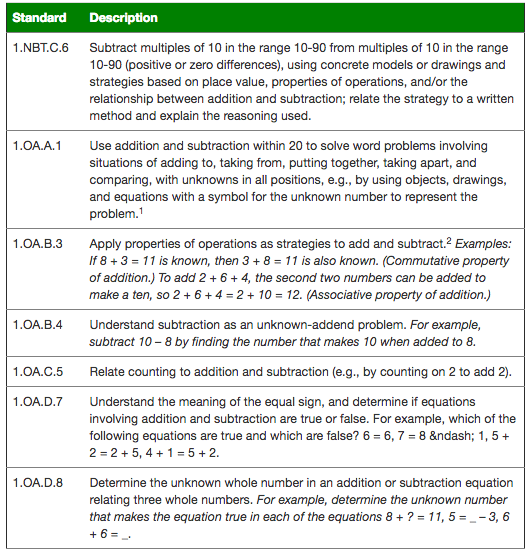 Standard Description
1.NBT.C.6 Subtract multiples of 10 in the range 10-90 from multiples of 10 in the range
10-90 (positive or zero differences), using concrete models or drawings and
strategies based on place value, properties of operations, and/or the
relationship between addition and subtraction; relate the strategy to a written
method and explain the reasoning used.
1.OA.A.1 Use addition and subtraction within 20 to solve word problems involving
situations of adding to, taking from, putting together, taking apart, and
comparing, with unknowns in all positions, e.g., by using objects, drawings,
and equations with a symbol for the unknown number to represent the
problem.1
1.OA.B.3 Apply properties of operations as strategies to add and subtract.2 Examples:
If 8 + 3 = 11 is known, then 3 + 8 = 11 is also known. (Commutative property
of addition.) To add 2 + 6 + 4, the second two numbers can be added to
make a ten, so 2 + 6 + 4 = 2 + 10 = 12. (Associative property of addition.)
1.OA.B.4 Understand subtraction as an unknown-addend problem. For example,
subtract 10 – 8 by finding the number that makes 10 when added to 8.
1.OA.C.5 Relate counting to addition and subtraction (e.g., by counting on 2 to add 2).
1.OA.D.7 Understand the meaning of the equal sign, and determine if equations
involving addition and subtraction are true or false. For example, which of the
following equations are true and which are false? 6 = 6, 7 = 8 &ndash; 1, 5 +
2 = 2 + 5, 4 + 1 = 5 + 2.
1.OA.D.8 Determine the unknown whole number in an addition or subtraction equation
relating three whole numbers. For example, determine the unknown number
that makes the equation true in each of the equations 8 + ? = 11, 5 = _ – 3, 6
+ 6 = _.